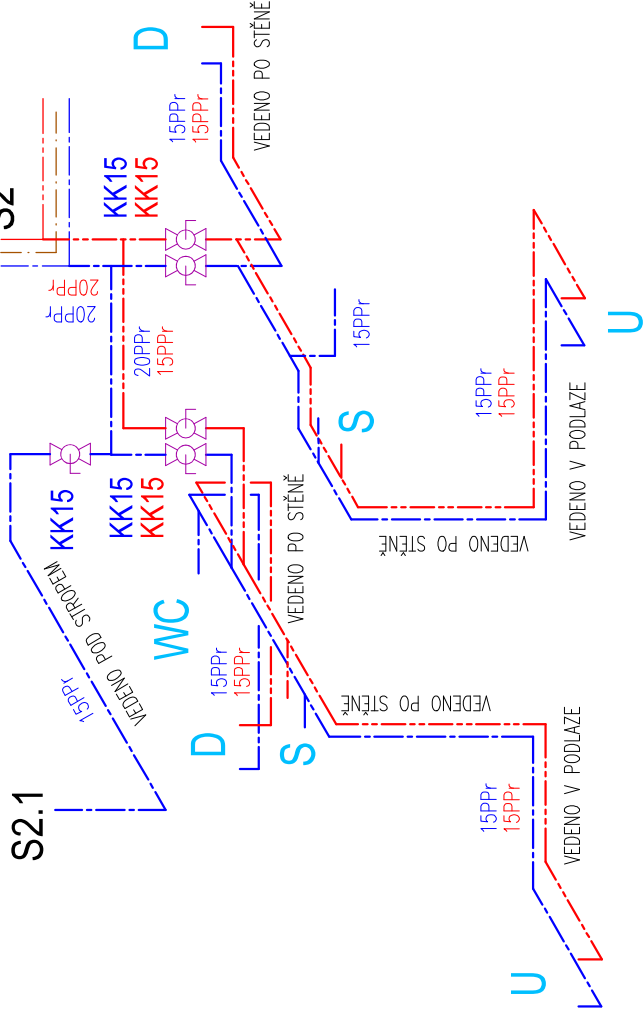 S2
D
15PPr
15PPr
VEDENO PO STĚNĚ
KK15
KK15
20PPr
20PPr
20PPr
15PPr
15PPr
S
U
15PPr
15PPr
VEDENO V PODLAZE
VEDENO PO STĚNĚ
KK15
KK15
KK15
VEDENO POD STROPEM
15PPr
S2.1
WC
VEDENO PO STĚNĚ
15PPr
15PPr
D
S
VEDENO PO STĚNĚ
15PPr
15PPr
VEDENO V PODLAZE
U